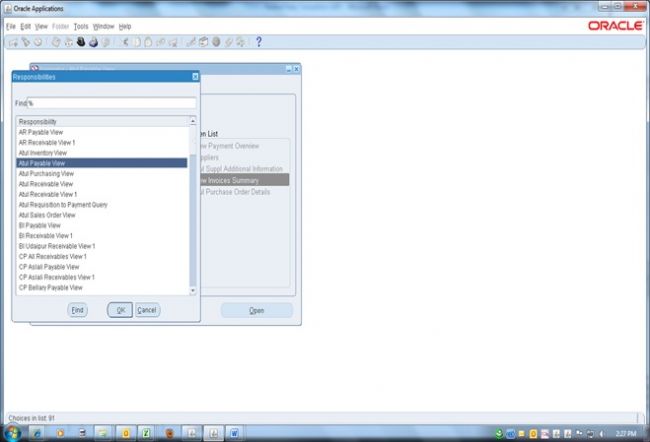 Oracle Applications
File Edit View Folder Tools Window Help
ORACLE
Responsibilities
Find %
Responsibility
AR Payable View
AR Receivable View 1
Atul Inventory View
Atul Payable View
Atul Purchasing View
Atul Receivable View
Atul Receivable View 1
Atul Requisition to Payment Query
Atul Sales Order View
BI Payable View
BI Receivable View 1
BI Udaipur Receivable View 1
CP All Receivables View 1
CP Aslali Payable View
CP Aslali Receivables View 1
CP Bellary Payable View
Find OK Cancel
en List
w Payment Overview
ppliers
ul Suppl Additional Information
ew Invoices Summary
ul Purchase Order Details
Open
Choices in list: 91
2:27 PM